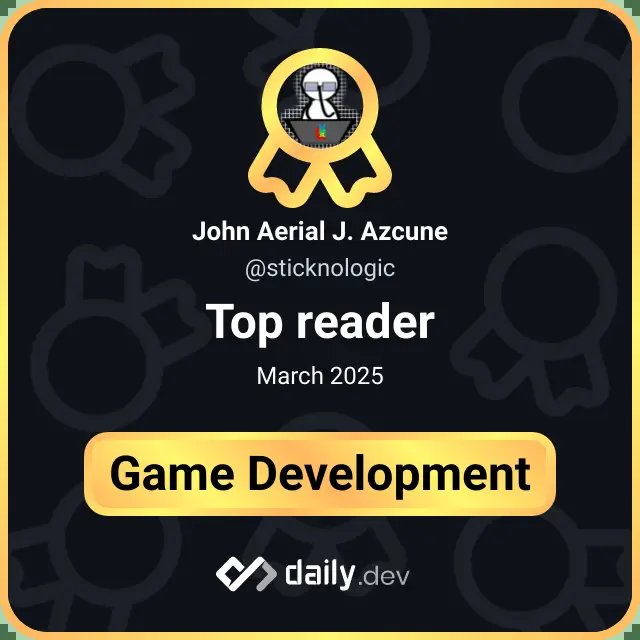 John Aerial J. Azcune
@sticknologic
Top reader
March 2025
Game Development
daily.dev